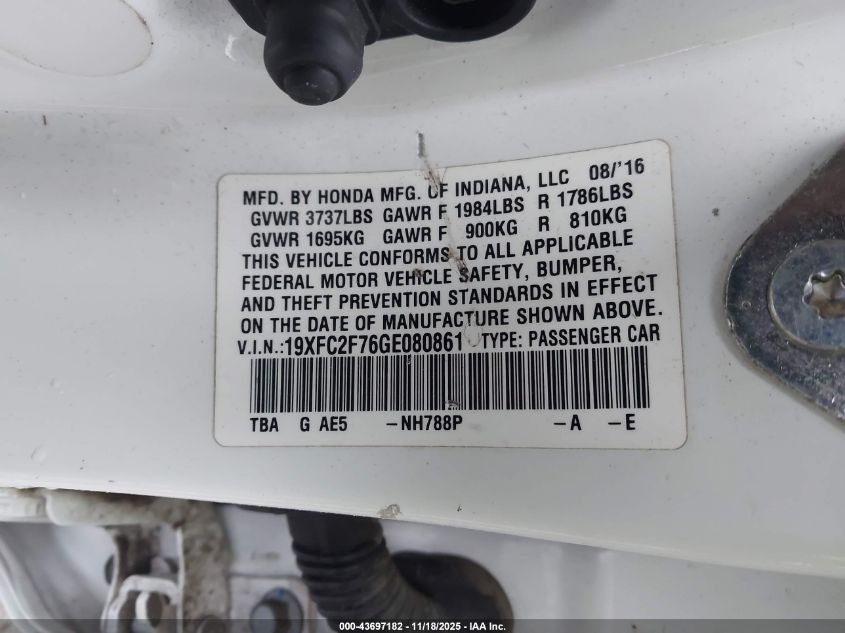 MFD. BY HONDA MFG. OF INDIANA, LLC 08/'16
GVWR 3737LBS GAWR F 1984LBS R 1786LBS
GVWR 1695KG GAWR F 900KG R 810KG
THIS VEHICLE CONFORMS TO ALL APPLICABLE
FEDERAL MOTOR VEHICLE SAFETY, BUMPER,
AND THEFT PREVENTION STANDARDS IN EFFECT
ON THE DATE OF MANUFACTURE SHOWN ABOVE.
V.I.N.:19XFC2F76GE080861 TYPE: PASSENGER CAR
TBA G AE5 -NH788P -A -E
000-43697182 | 11/18/2025 - IAA Inc.